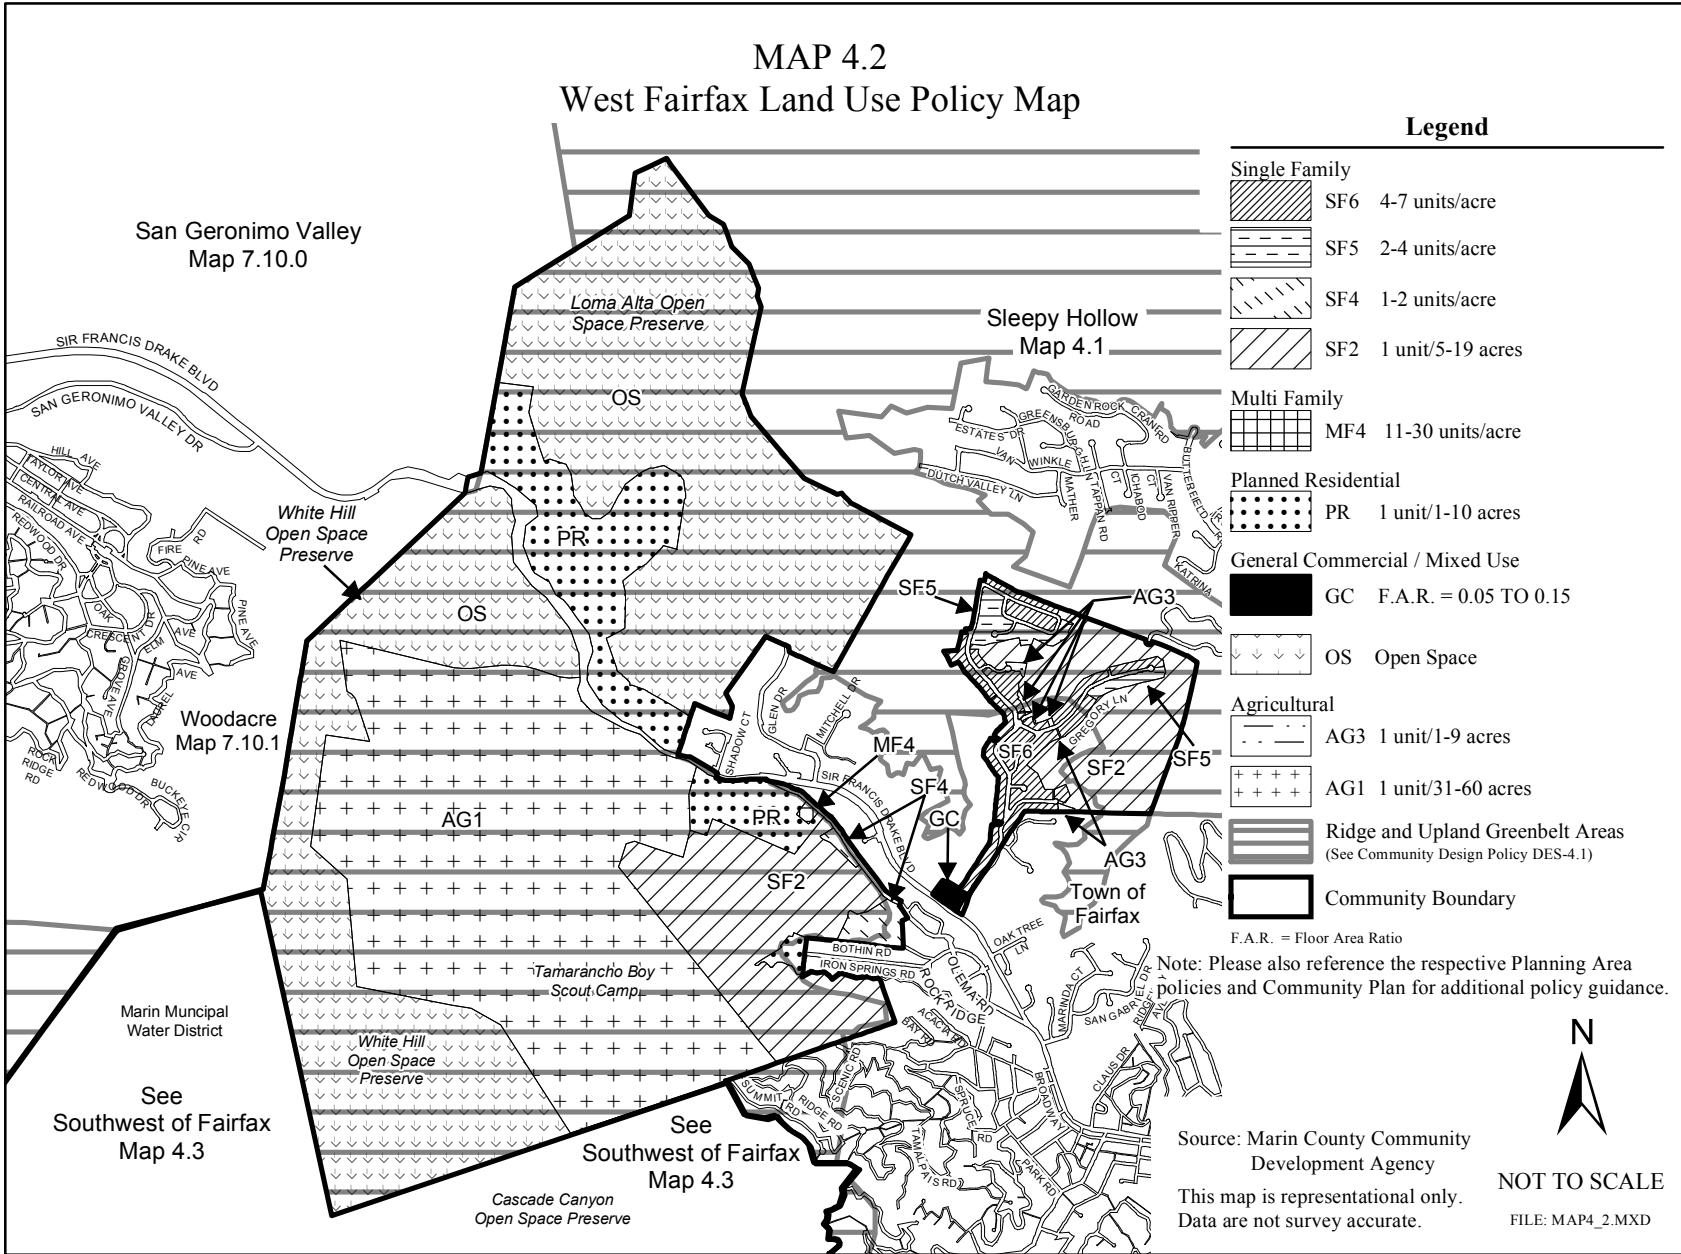 MAP 4.2
West Fairfax Land Use Policy Map
Legend
Single Family
SF6 4-7 units/acre
SF5 2-4 units/acre
SF4 1-2 units/acre
SF2 1 unit/5-19 acres
Multi Family
MF4 11-30 units/acre
Planned Residential
PR 1 unit/1-10 acres
General Commercial / Mixed Use
GC F.A.R. = 0.05 TO 0.15
OS Open Space
Agricultural
AG3 1 unit/1-9 acres
AG1 1 unit/31-60 acres
Ridge and Upland Greenbelt Areas
(See Community Design Policy DES-4.1)
Community Boundary
F.A.R. = Floor Area Ratio
Note: Please also reference the respective Planning Area
policies and Community Plan for additional policy guidance.
N
NOT TO SCALE
FILE: MAP4_2.MXD
Source: Marin County Community
Development Agency
This map is representational only.
Data are not survey accurate.
San Geronimo Valley
Map 7.10.0
Loma Alta Open
Space Preserve
Sleepy Hollow
Map 4.1
SIR FRANCIS DRAKE BLVD
SAN GERONIMO VALLEY DR
OS
GARDEN ROCK
ROAD
CRANE RD
GREENSBURGH LN
ESTATES DR
VAN WINKLE
DUTCH VALLEY LN
MATHER
TAPPAN RD
ICHABOD
CT
VAN RIPPER
CT
BUTTERFIELD
KATRINA
HILL AVE
TAYLOR AVE
CENTRAL AVE
RAILROAD AVE
REDWOOD DR
FIRE
RD
PINE AVE
PINE AVE
OAK
CRESCENT DR
ELM
AVE
AVE
GROVE AVE
LAUREL
ROCK
RIDGE
RD
REDWOOD DR
BUCKEYE CIR
White Hill
Open Space
Preserve
PR
OS
SF5
AG3
Woodacre
Map 7.10.1
SHADOW CT
GLEN DR
MITCHELL DR
MF4
SF4
SIR FRANCIS DRAKE BLVD
GC
SF6
GREGORY LN
SF2
SF5
AG3
AG1
PR
SF2
Town of
Fairfax
OAK TREE
LN
BOTHIN RD
IRON SPRINGS RD
OLEMA RD
ROCK RIDGE
Tamarancho Boy
Scout Camp
MARINDA CT
SAN GABRIEL DR
Marin Muncipal
Water District
White Hill
Open Space
Preserve
BAY RD
ACACIA RD
SCENIC RD
SUMMIT
RD
RIDGE RD
SPRUCE
RD
TAMALPAIS RD
PARK RD
BROADWAY
CLAUS DR
See
Southwest of Fairfax
Map 4.3
See
Southwest of Fairfax
Map 4.3
Cascade Canyon
Open Space Preserve